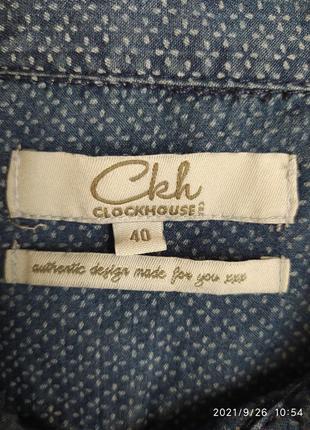 Ckh
CLOCKHOUSE
40
authentic design made for you xxx
2021/9/26 10:54